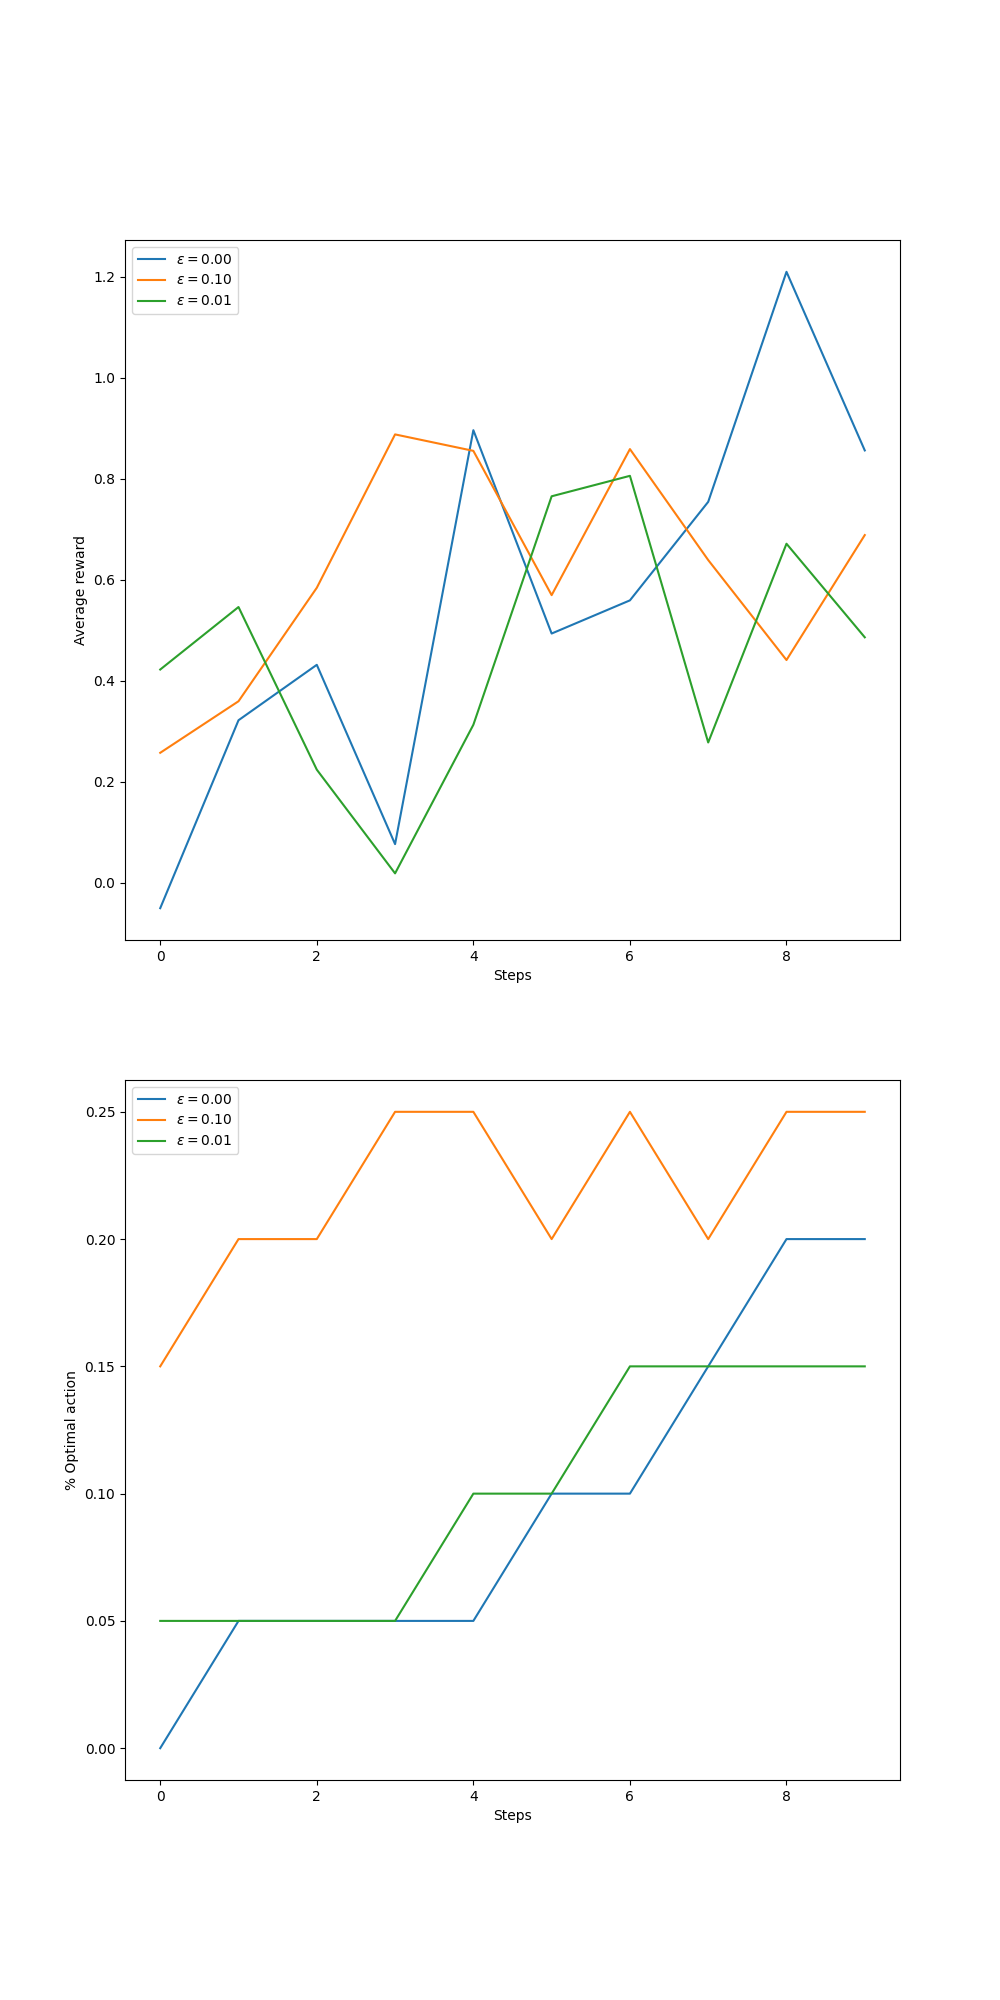 ε = 0.00
ε = 0.10
ε = 0.01
1.2
1.0
0.8
0.6
0.4
0.2
0.0
Average reward
0 2 4 6 8
Steps
ε = 0.00
ε = 0.10
ε = 0.01
0.25
0.20
0.15
0.10
0.05
0.00
% Optimal action
0 2 4 6 8
Steps